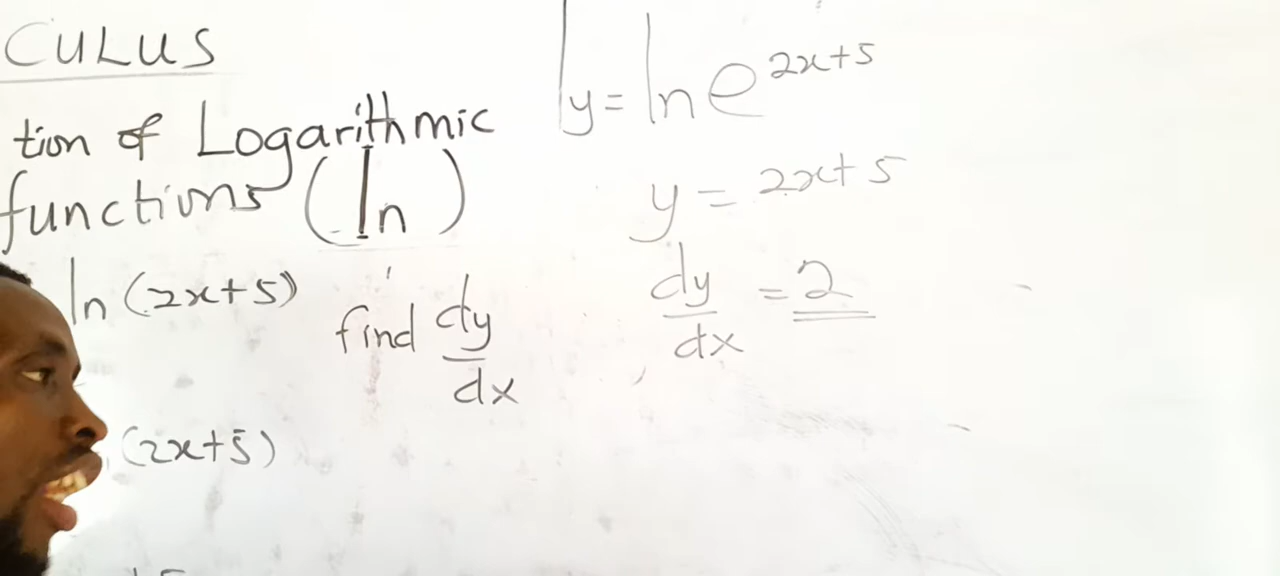 CULUS
tion of Logarithmic
functions (ln)
ln (2x+5) find dy/dx
(2x+5)
y = ln e^{2x+5}
y = 2x+5
dy/dx = 2